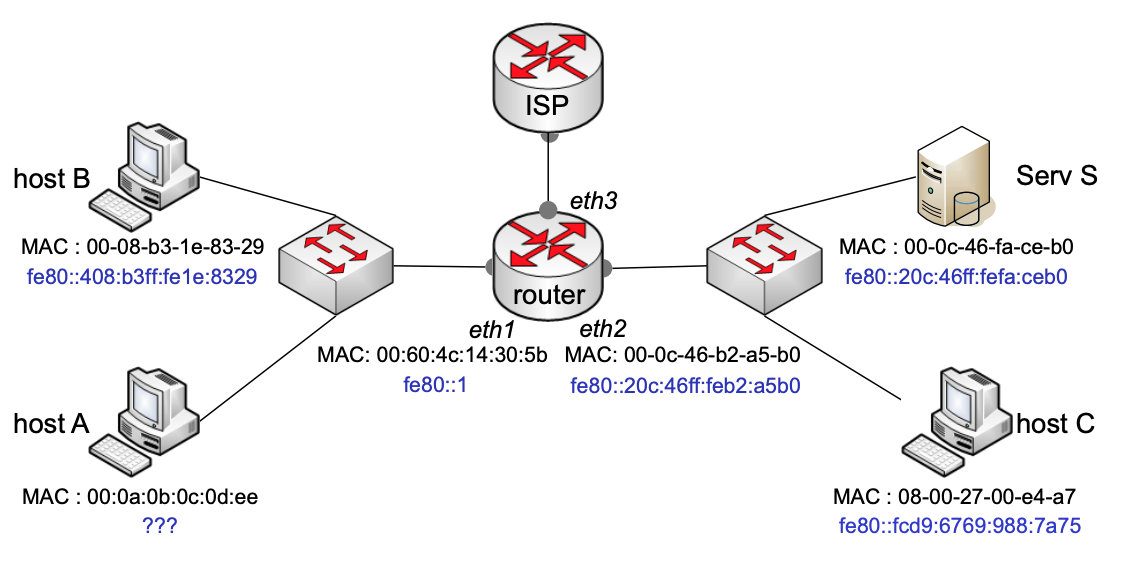 ISP
eth3
host B
MAC : 00-08-b3-1e-83-29
fe80::408:b3ff:fe1e:8329
Serv S
MAC : 00-0c-46-fa-ce-b0
fe80::20c:46ff:fefa:ceb0
router
eth1
eth2
MAC: 00:60:4c:14:30:5b
fe80::1
MAC: 00-0c-46-b2-a5-b0
fe80::20c:46ff:feb2:a5b0
host A
MAC : 00:0a:0b:0c:0d:ee
???
host C
MAC : 08-00-27-00-e4-a7
fe80::fcd9:6769:988:7a75